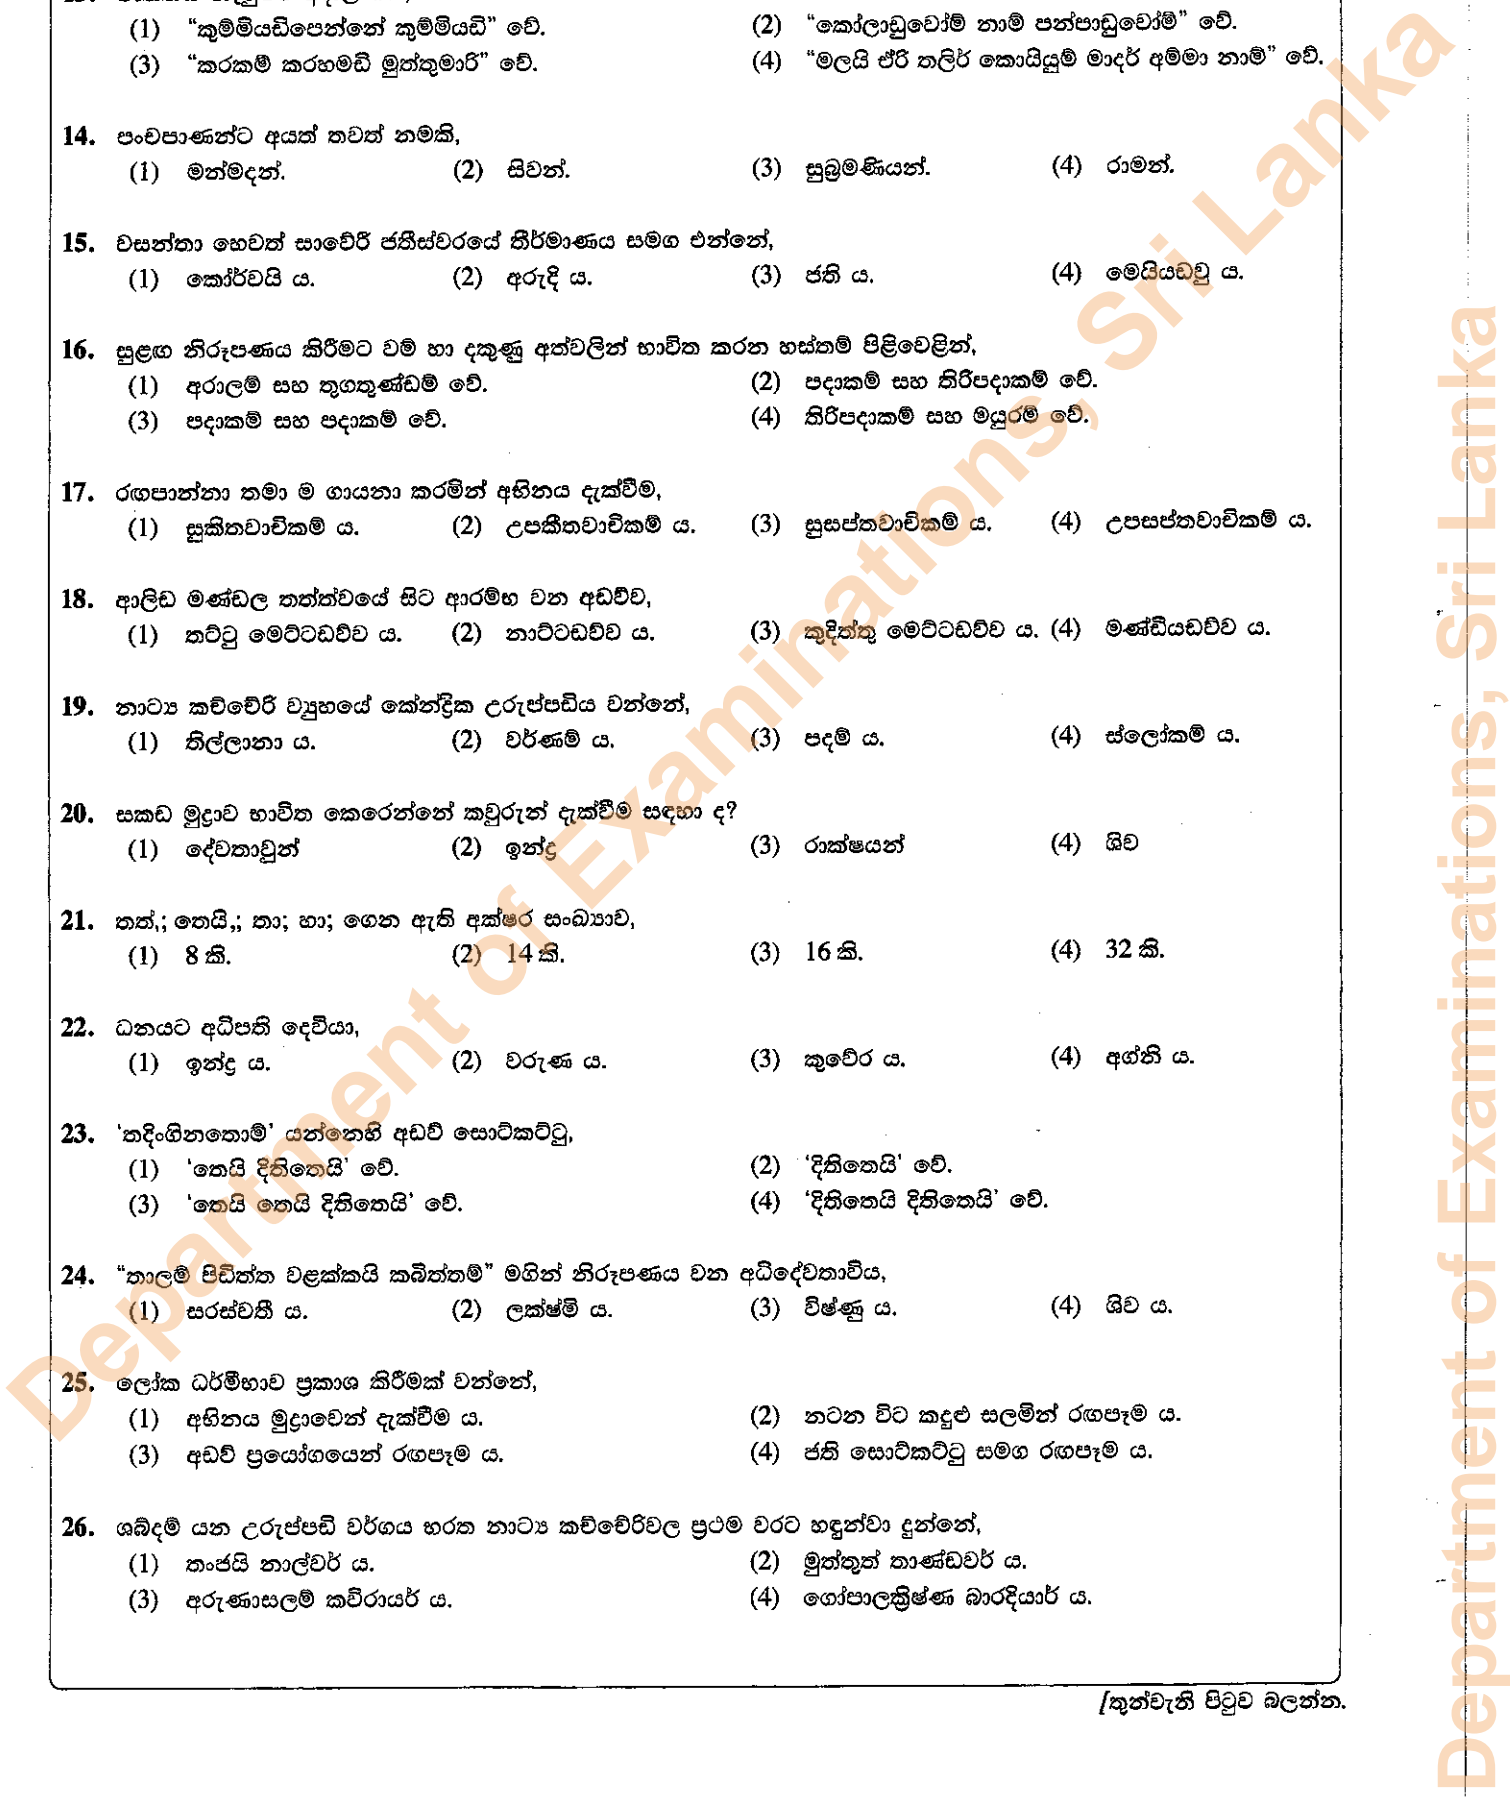 (1) “කුම්මියඩිපෙන්නේ කුම්මියඩි” වේ. (2) “කෝලාඩුවෝම් නාම් පන්පාඩුවෝම්” වේ.
(3) “කරකම් කරහමඩි මුත්තුමාරි” වේ. (4) “මලයි ඒරි තලිර් කොයියුම් මාදර් අම්මා නාම්” වේ.
14. පංචපාණන්ට අයත් තවත් නමකි,
(1) මන්මදන්. (2) සිවන්. (3) සුබ්‍රමණියන්. (4) රාමන්.
15. වසන්තා හෙවත් සාවේරී ජතීස්වරයේ තීර්මාණය සමග එන්නේ,
(1) කෝර්වයි ය. (2) අරුදි ය. (3) ජති ය. (4) මෙයියඩවු ය.
16. සුළඟ නිරූපණය කිරීමට වම් හා දකුණු අත්වලින් භාවිත කරන හස්තම් පිළිවෙළින්,
(1) අරාලම් සහ තුගතුණ්ඩම් වේ. (2) පදාකම් සහ තිරිපදාකම් වේ.
(3) පදාකම් සහ පදාකම් වේ. (4) තිරිපදාකම් සහ මයුරම් වේ.
17. රඟපාන්නා තමා ම ගායනා කරමින් අභිනය දැක්වීම,
(1) සුකිතවාචිකම් ය. (2) උපකීතවාචිකම් ය. (3) සුසප්තවාචිකම් ය. (4) උපසප්තවාචිකම් ය.
18. ආලිඩ මණ්ඩල තත්ත්වයේ සිට ආරම්භ වන අඩව්ව,
(1) තට්ටු මෙට්ටඩව්ව ය. (2) නාට්ටඩව්ව ය. (3) කුදිත්තු මෙට්ටඩව්ව ය. (4) මණ්ඩියඩව්ව ය.
19. නාට්‍ය කච්චේරි ව්‍යුහයේ කේන්ද්‍රික උරුප්පඩිය වන්නේ,
(1) තිල්ලානා ය. (2) වර්ණම් ය. (3) පදම් ය. (4) ස්ලෝකම් ය.
20. සකඩ මුද්‍රාව භාවිත කෙරෙන්නේ කවුරුන් දැක්වීම සඳහා ද?
(1) දේවතාවුන් (2) ඉන්ද්‍ර (3) රාක්ෂයන් (4) ශිව
21. තත්,; තෙයි,; තා; හා; ගෙන ඇති අක්ෂර සංඛ්‍යාව,
(1) 8 කි. (2) 14 කි. (3) 16 කි. (4) 32 කි.
22. ධනයට අධිපති දෙවියා,
(1) ඉන්ද්‍ර ය. (2) වරුණ ය. (3) කුවේර ය. (4) අග්නි ය.
23. ‘තදිංගිනතොම්’ යන්නෙහි අඩව් සොට්කට්ටු,
(1) ‘තෙයි දිතිතෙයි’ වේ. (2) ‘දිතිතෙයි’ වේ.
(3) ‘තෙයි තෙයි දිතිතෙයි’ වේ. (4) ‘දිතිතෙයි දිතිතෙයි’ වේ.
24. “තාලම් පිඩිත්ත වළක්කයි කබිත්තම්” මගින් නිරූපණය වන අධිදේවතාවිය,
(1) සරස්වතී ය. (2) ලක්ෂ්මි ය. (3) විෂ්ණු ය. (4) ශිව ය.
25. ලෝක ධර්මීභාව ප්‍රකාශ කිරීමක් වන්නේ,
(1) අභිනය මුද්‍රාවෙන් දැක්වීම ය. (2) නටන විට කදුළු සලමින් රඟපෑම ය.
(3) අඩව් ප්‍රයෝගයෙන් රඟපෑම ය. (4) ජති සොට්කට්ටු සමග රඟපෑම ය.
26. ශබ්දම් යන උරුප්පඩි වර්ගය භරත නාට්‍ය කච්චේරිවල ප්‍රථම වරට හඳුන්වා දුන්නේ,
(1) තංජයි නාල්වර් ය. (2) මුත්තුත් තාණ්ඩවර් ය.
(3) අරුණාසලම් කවිරායර් ය. (4) ගෝපාලක්‍රිෂ්ණ බාරදියාර් ය.
[තුන්වැනි පිටුව බලන්න.
Department of Examinations, Sri Lanka
Department of Examinations, Sri Lanka